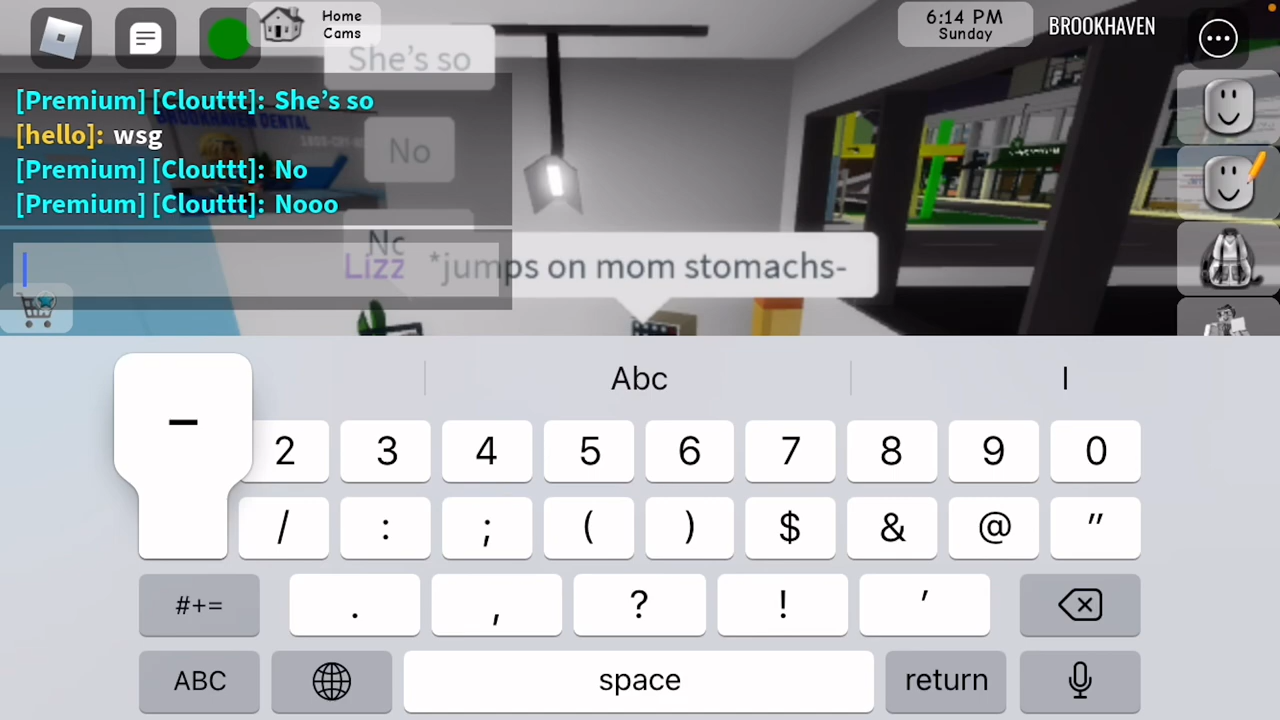 Home
Cams
6:14 PM
Sunday
BROOKHAVEN
She's so
[Premium] [Clouttt]: She's so
[hello]: wsg
[Premium] [Clouttt]: No
[Premium] [Clouttt]: Nooo
BROOKHAVEN DENTAL
No
Lizz
*jumps on mom stomachs-
Abc
I
–
2 3 4 5 6 7 8 9 0
/ : ; ( ) $ & @ "
#+= . , ? ! '
ABC space return